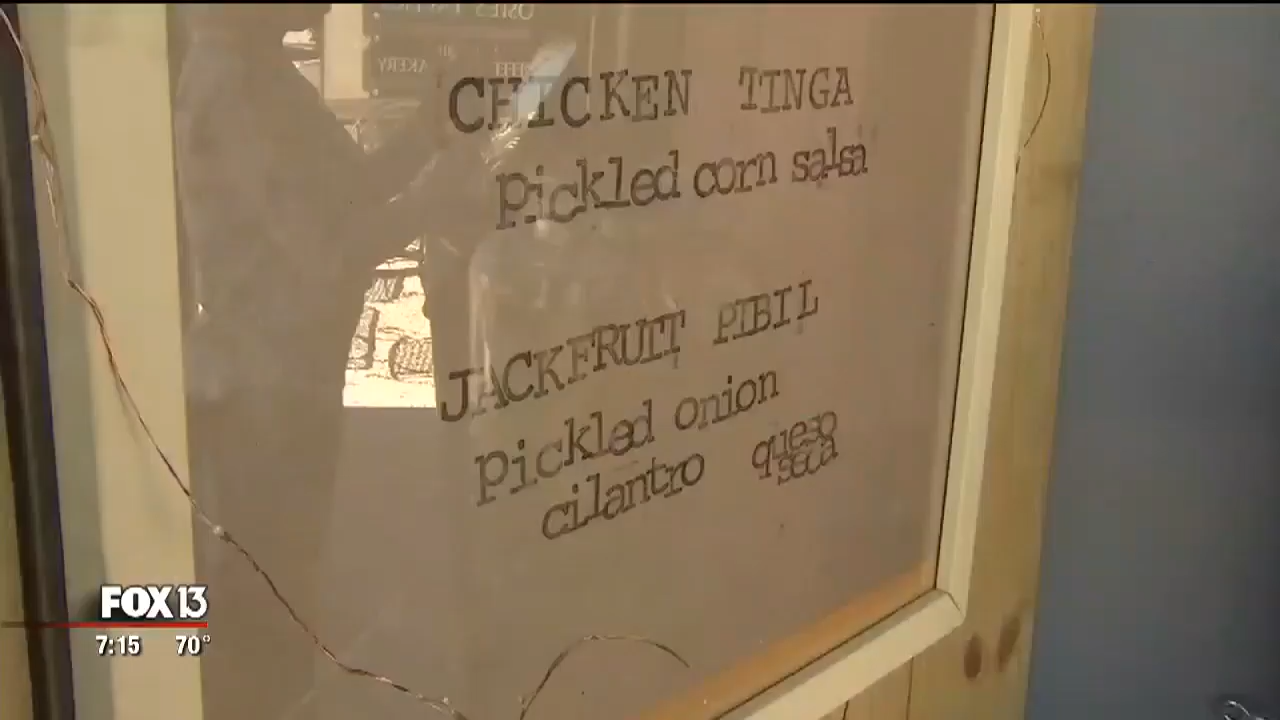 CHICKEN TINGA
pickled corn salsa
JACKFRUIT PIBIL
pickled onion
cilantro queso
seca
FOX 13
7:15 70°